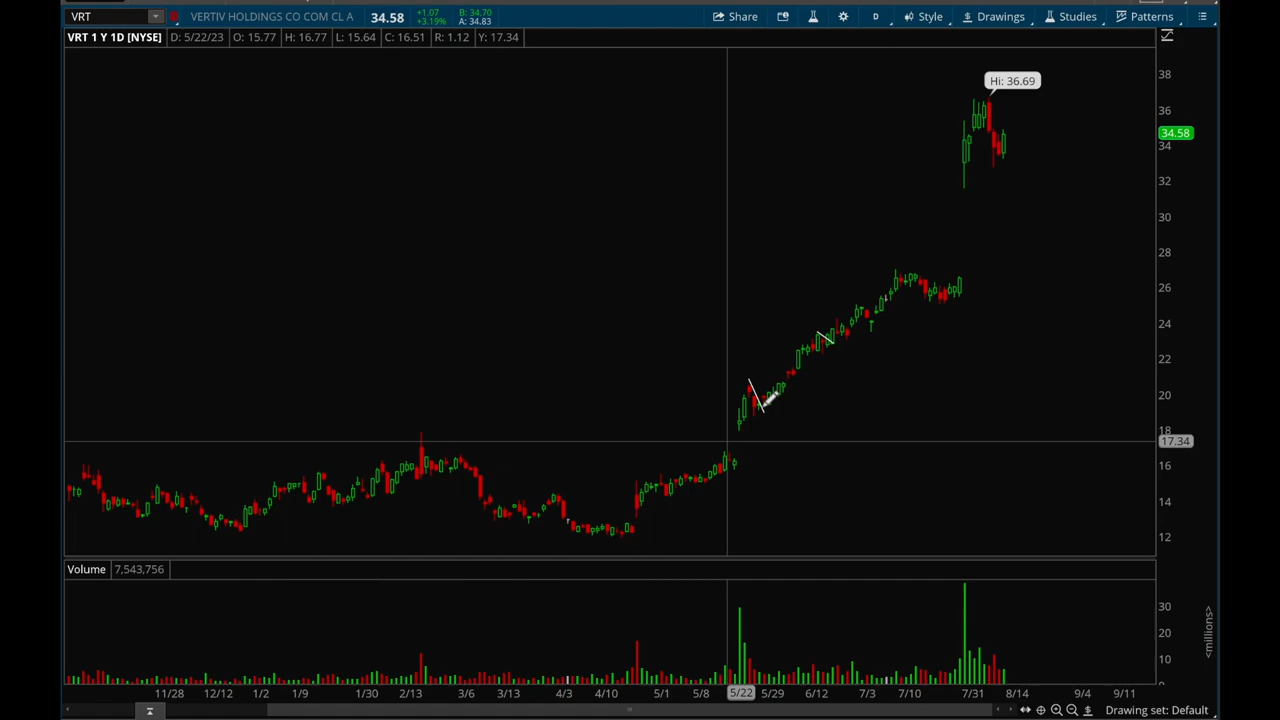 VRT VERTIV HOLDINGS CO COM CL A 34.58 +1.07 +3.19% B: 34.70 A: 34.83 Share D Style Drawings Studies Patterns
VRT 1 Y 1D [NYSE] D: 5/22/23 O: 15.77 H: 16.77 L: 15.64 C: 16.51 R: 1.12 Y: 17.34
38
Hi: 36.69
36
34.58
34
32
30
28
26
24
22
20
18
17.34
16
14
12
Volume 7,543,756
30
20
10
<millions>
11/28 12/12 1/2 1/9 1/30 2/13 3/6 3/13 4/3 4/10 5/1 5/8 5/22 5/29 6/12 7/3 7/10 7/31 8/14 9/4 9/11
Drawing set: Default